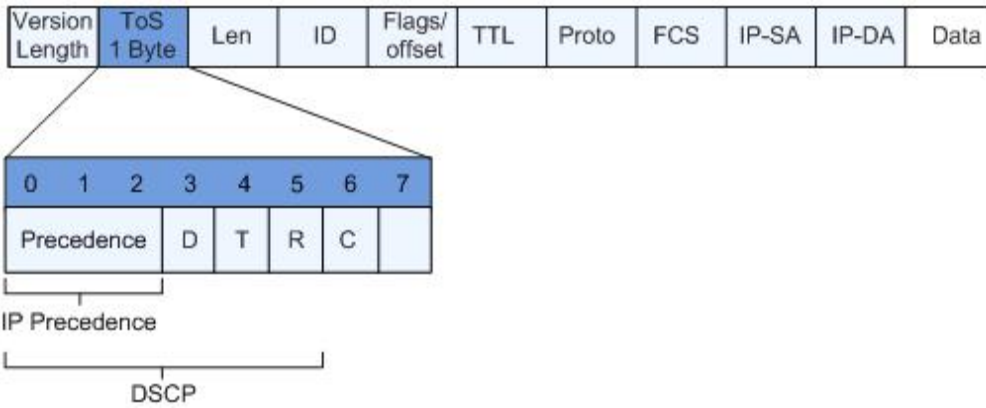 Version Length ToS 1 Byte Len ID Flags/ offset TTL Proto FCS IP-SA IP-DA Data
0 1 2 3 4 5 6 7
Precedence D T R C
IP Precedence
DSCP